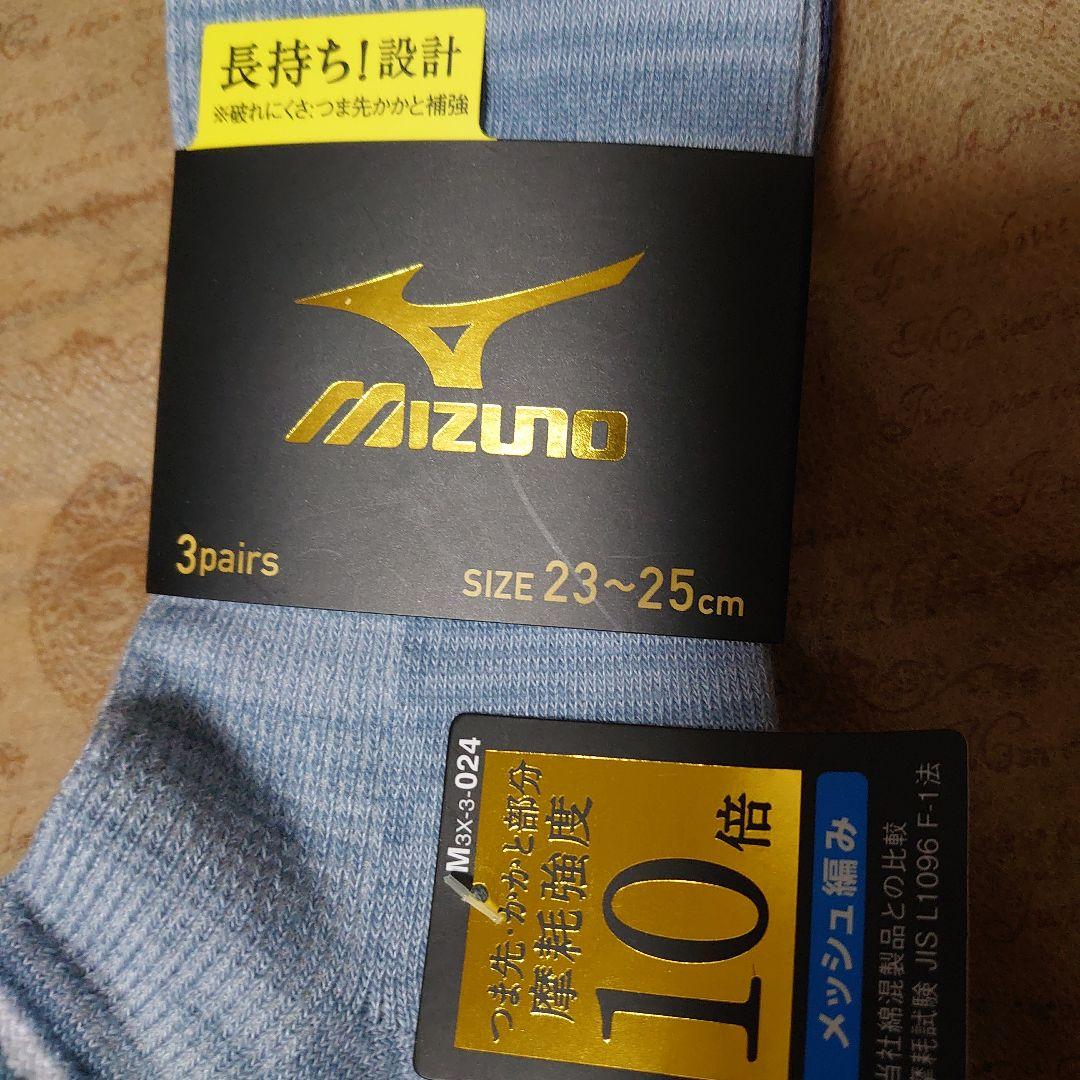 長持ち!設計
※破れにくさ:つま先かかと補強
MIZUNO
3pairs
SIZE 23~25cm
M3X-3-024
つま先・かかと部分
摩耗強度
10倍
メッシュ編み
当社綿混製品との比較
摩耗試験 JIS L1096 F-1法